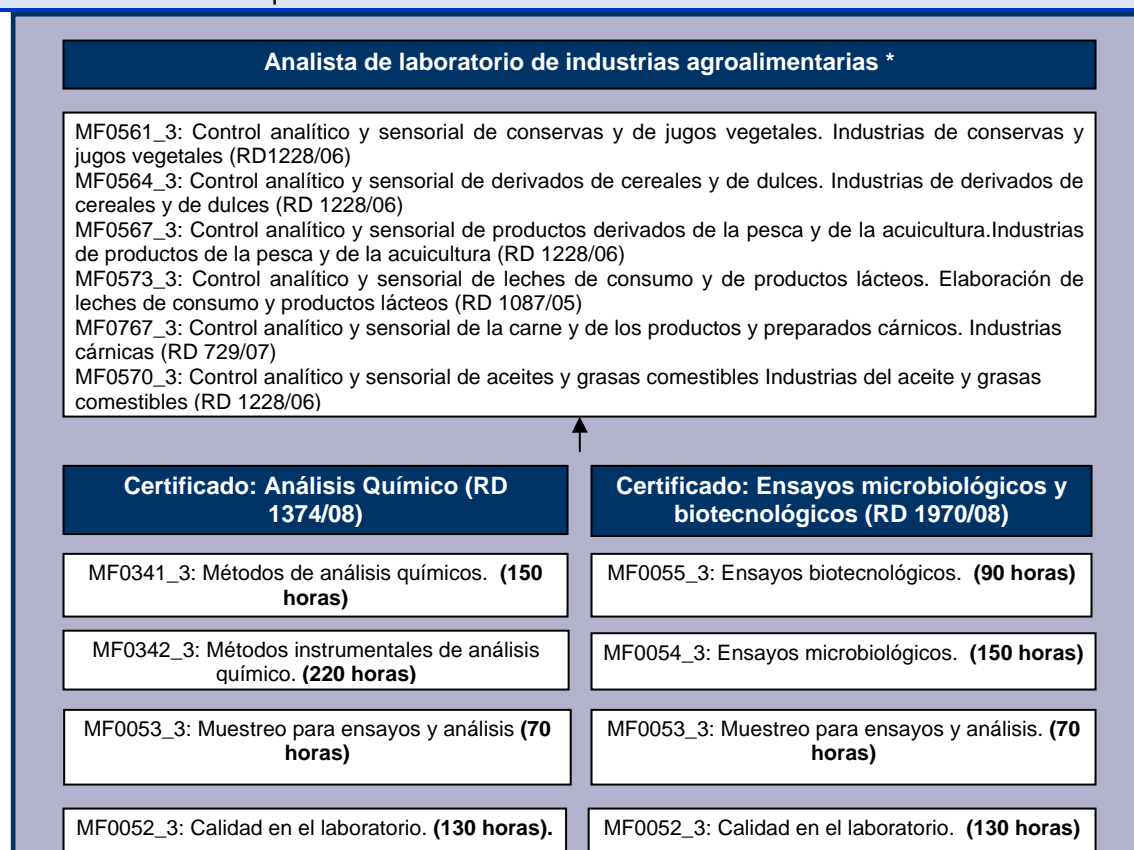 Analista de laboratorio de industrias agroalimentarias *
MF0561_3: Control analítico y sensorial de conservas y de jugos vegetales. Industrias de conservas y
jugos vegetales (RD1228/06)
MF0564_3: Control analítico y sensorial de derivados de cereales y de dulces. Industrias de derivados de
cereales y de dulces (RD 1228/06)
MF0567_3: Control analítico y sensorial de productos derivados de la pesca y de la acuicultura.Industrias
de productos de la pesca y de la acuicultura (RD 1228/06)
MF0573_3: Control analítico y sensorial de leches de consumo y de productos lácteos. Elaboración de
leches de consumo y productos lácteos (RD 1087/05)
MF0767_3: Control analítico y sensorial de la carne y de los productos y preparados cárnicos. Industrias
cárnicas (RD 729/07)
MF0570_3: Control analítico y sensorial de aceites y grasas comestibles Industrias del aceite y grasas
comestibles (RD 1228/06)
Certificado: Análisis Químico (RD
1374/08)
MF0341_3: Métodos de análisis químicos. (150
horas)
MF0342_3: Métodos instrumentales de análisis
químico. (220 horas)
MF0053_3: Muestreo para ensayos y análisis (70
horas)
MF0052_3: Calidad en el laboratorio. (130 horas).
Certificado: Ensayos microbiológicos y
biotecnológicos (RD 1970/08)
MF0055_3: Ensayos biotecnológicos. (90 horas)
MF0054_3: Ensayos microbiológicos. (150 horas)
MF0053_3: Muestreo para ensayos y análisis. (70
horas)
MF0052_3: Calidad en el laboratorio. (130 horas)